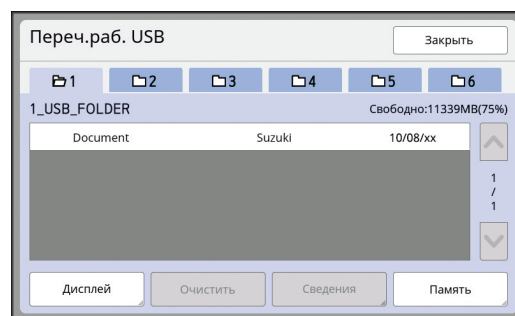 Переч.раб. USB
Закрыть
1 2 3 4 5 6
1_USB_FOLDER Свободно:11339MB(75%)
Document Suzuki 10/08/xx
1
/
1
Дисплей Очистить Сведения Память